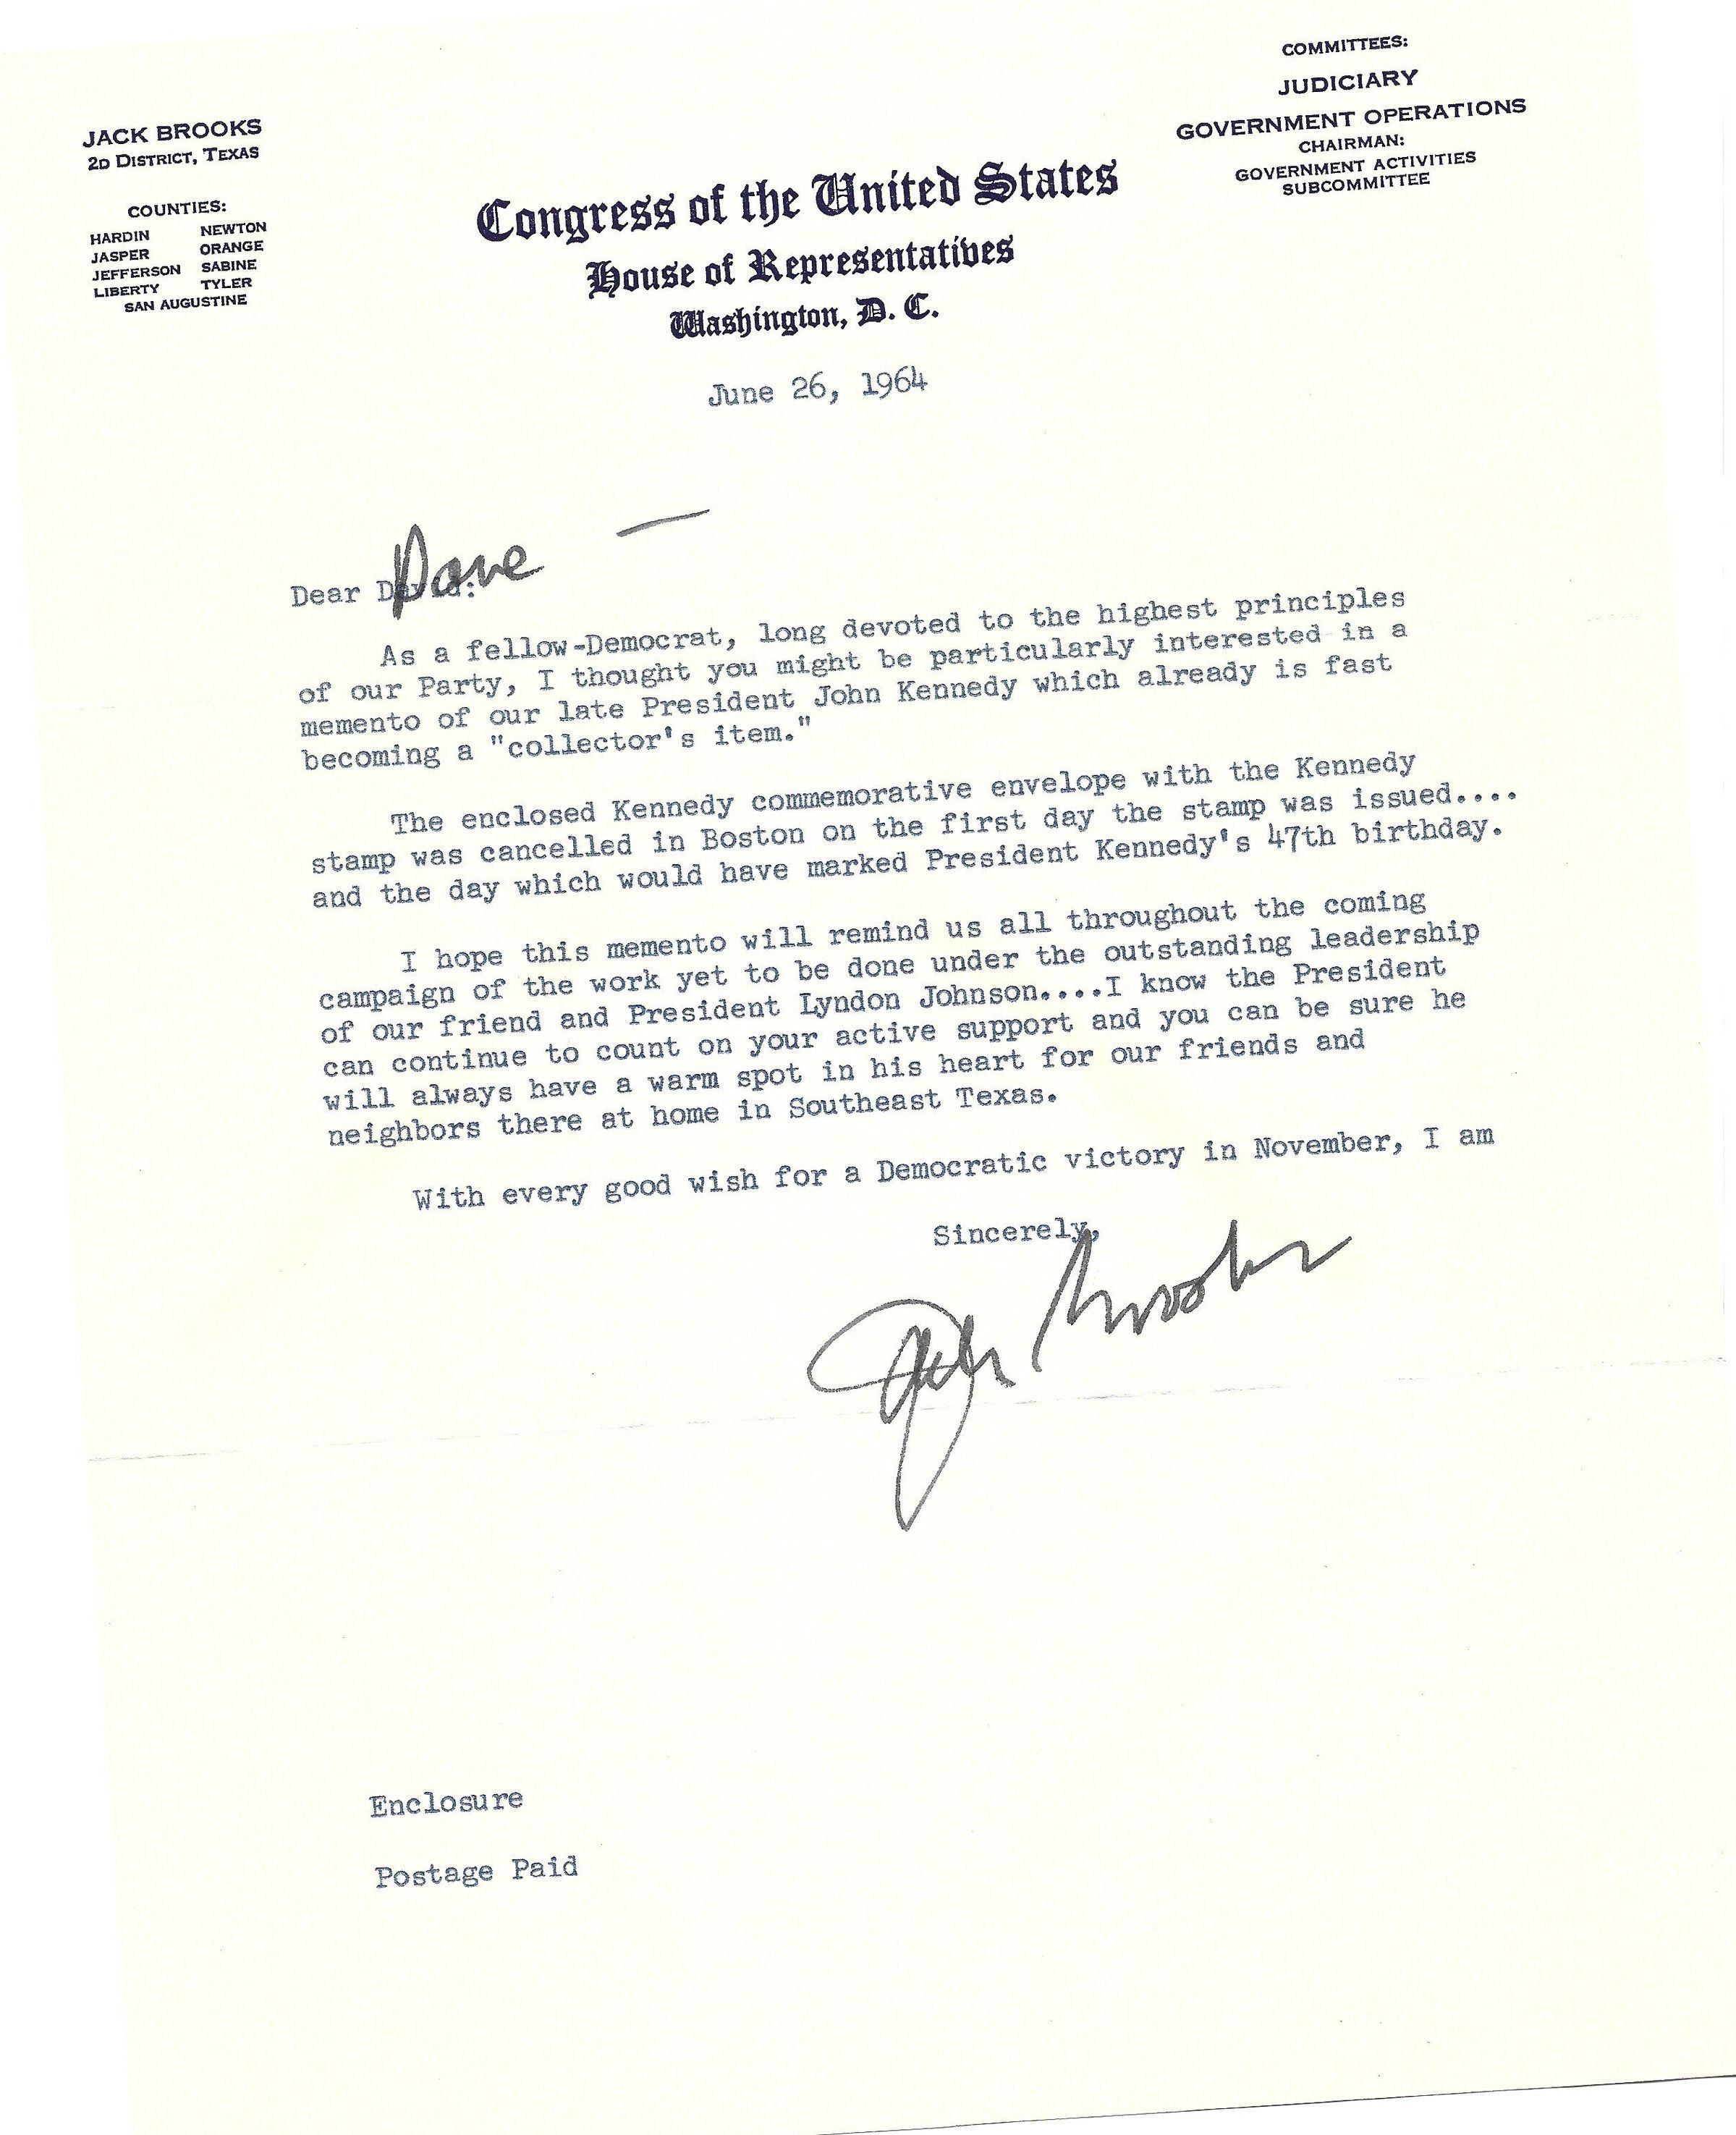 JACK BROOKS
2D DISTRICT, TEXAS
COUNTIES:
HARDIN NEWTON
JASPER ORANGE
JEFFERSON SABINE
LIBERTY TYLER
SAN AUGUSTINE
COMMITTEES:
JUDICIARY
GOVERNMENT OPERATIONS
CHAIRMAN:
GOVERNMENT ACTIVITIES
SUBCOMMITTEE
Congress of the United States
House of Representatives
Washington, D. C.
June 26, 1964
Dave —
Dear David:
As a fellow-Democrat, long devoted to the highest principles
of our Party, I thought you might be particularly interested in a
memento of our late President John Kennedy which already is fast
becoming a "collector's item."
The enclosed Kennedy commemorative envelope with the Kennedy
stamp was cancelled in Boston on the first day the stamp was issued....
and the day which would have marked President Kennedy's 47th birthday.
I hope this memento will remind us all throughout the coming
campaign of the work yet to be done under the outstanding leadership
of our friend and President Lyndon Johnson....I know the President
can continue to count on your active support and you can be sure he
will always have a warm spot in his heart for our friends and
neighbors there at home in Southeast Texas.
With every good wish for a Democratic victory in November, I am
Sincerely,
Jack Brooks
Enclosure
Postage Paid